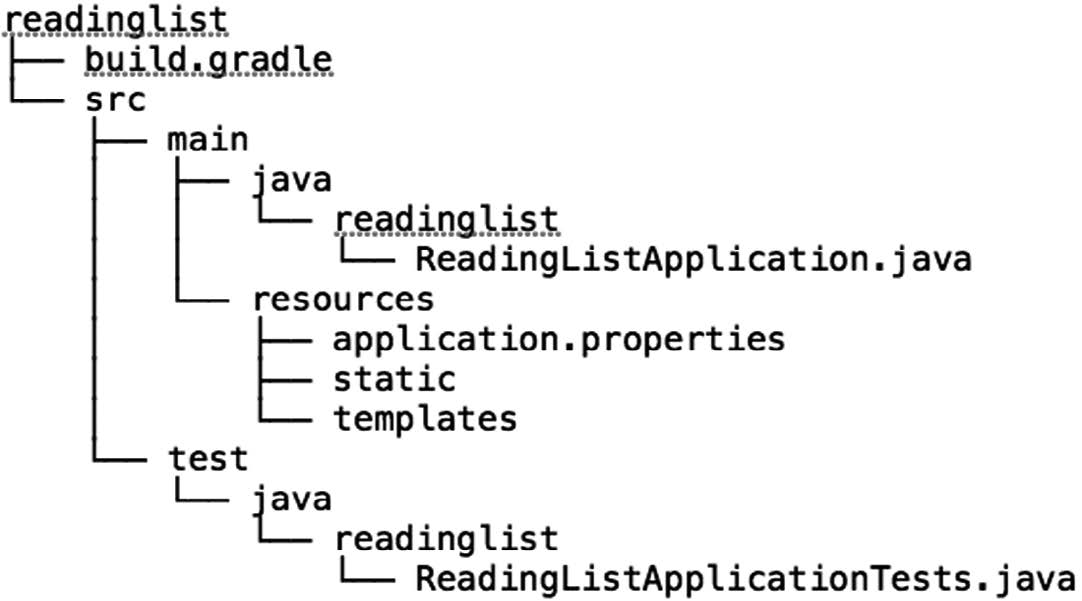 readinglist
build.gradle
src
main
java
readinglist
ReadingListApplication.java
resources
application.properties
static
templates
test
java
readinglist
ReadingListApplicationTests.java